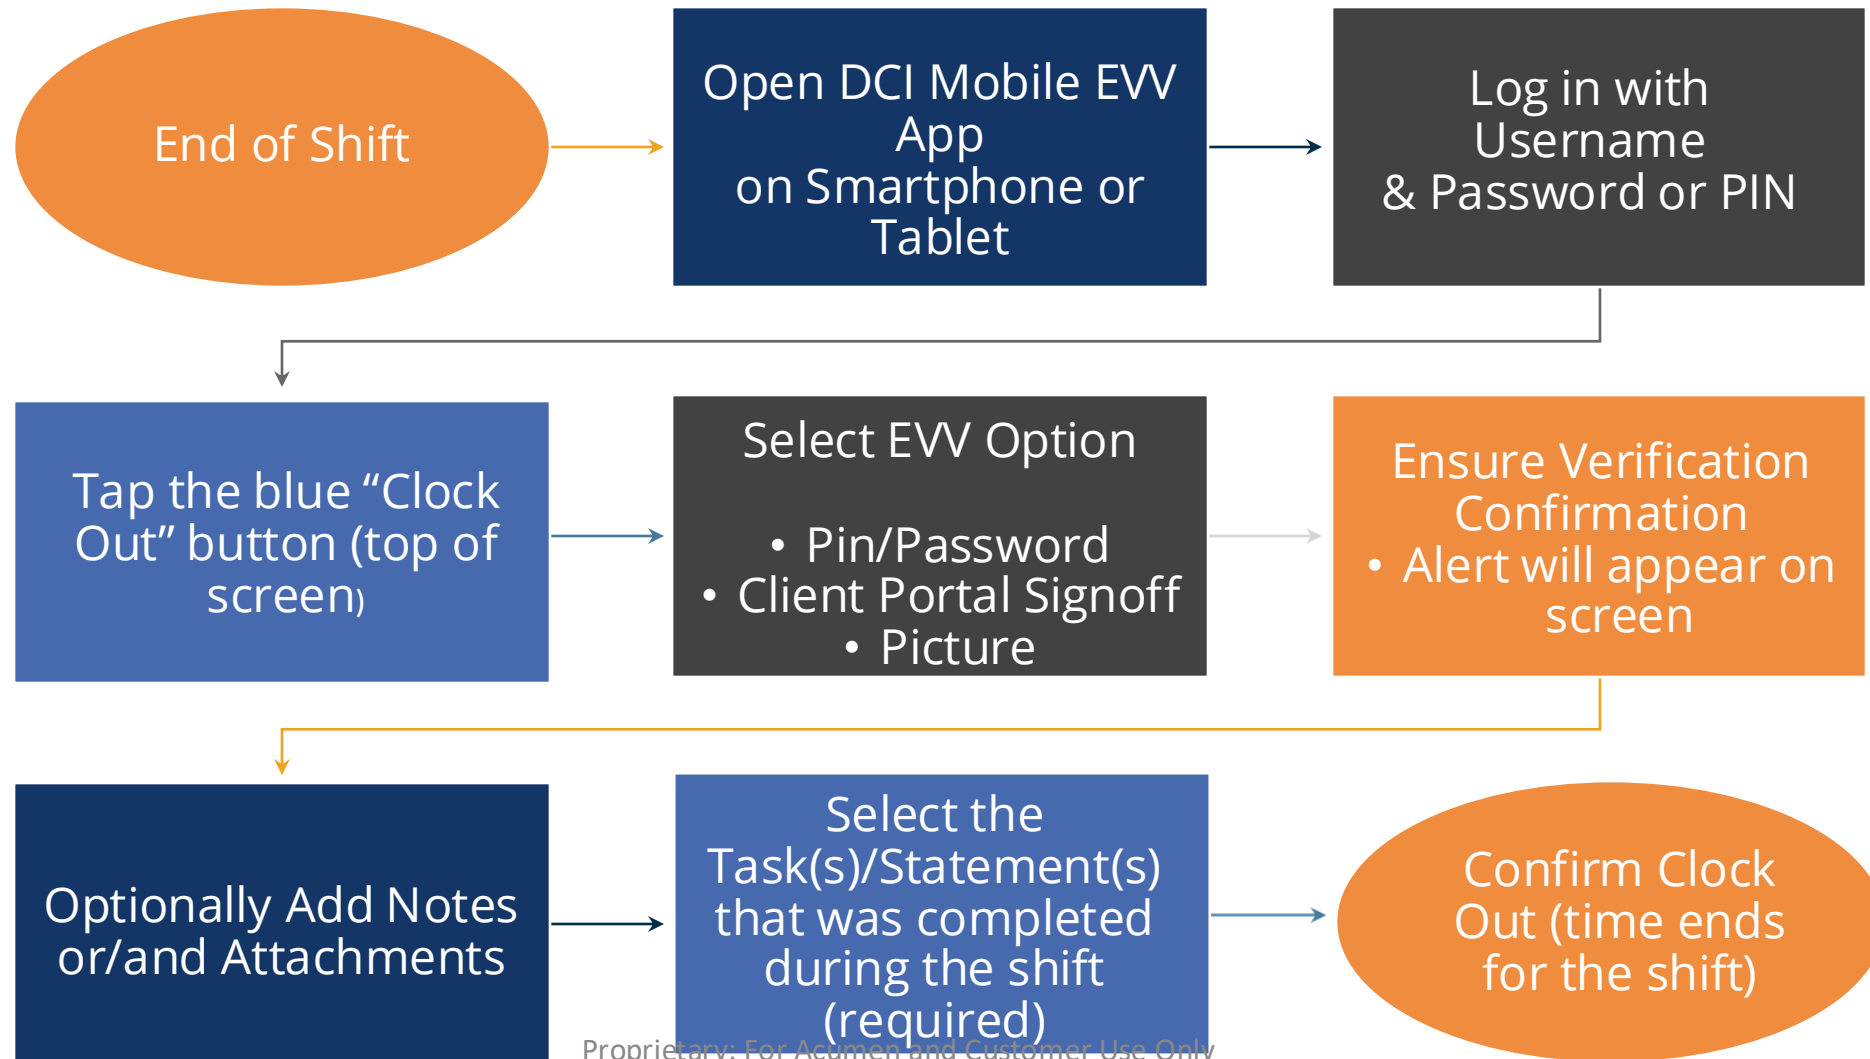 End of Shift
Open DCI Mobile EVV
App
on Smartphone or
Tablet
Log in with
Username
& Password or PIN
Tap the blue “Clock
Out” button (top of
screen)
Select EVV Option
• Pin/Password
• Client Portal Signoff
• Picture
Ensure Verification
Confirmation
• Alert will appear on
screen
Optionally Add Notes
or/and Attachments
Select the
Task(s)/Statement(s)
that was completed
during the shift
(required)
Confirm Clock
Out (time ends
for the shift)
Proprietary: For Acumen and Customer Use Only